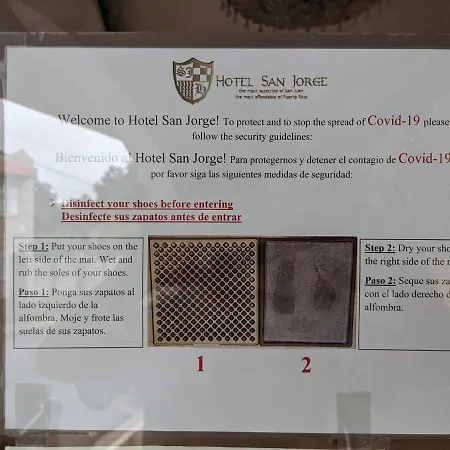 SJH
HOTEL SAN JORGE
the most accessible of San Juan
the most affordable of Puerto Rico
Welcome to Hotel San Jorge! To protect and to stop the spread of Covid-19 please
follow the security guidelines:
Bienvenido al Hotel San Jorge! Para protegernos y detener el contagio de Covid-19
por favor siga las siguientes medidas de seguridad:
Disinfect your shoes before entering
Desinfecte sus zapatos antes de entrar
Step 1: Put your shoes on the
left side of the mat. Wet and
rub the soles of your shoes.
Paso 1: Ponga sus zapatos al
lado izquierdo de la
alfombra. Moje y frote las
suelas de sus zapatos.
1
2
Step 2: Dry your sho
the right side of the m
Paso 2: Seque sus za
con el lado derecho d
alfombra.